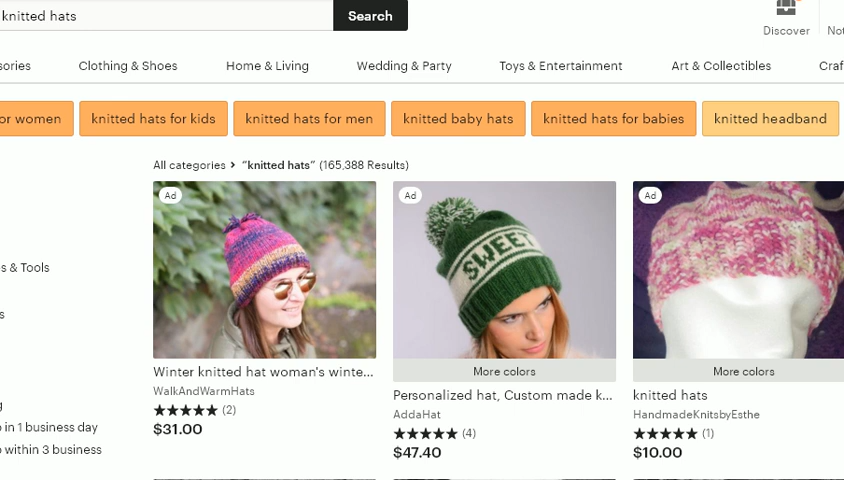 knitted hats
Search
Discover
sories
Clothing & Shoes
Home & Living
Wedding & Party
Toys & Entertainment
Art & Collectibles
or women
knitted hats for kids
knitted hats for men
knitted baby hats
knitted hats for babies
knitted headband
All categories > “knitted hats” (165,388 Results)
Ad
Ad
Ad
SWEET
s & Tools
More colors
More colors
Winter knitted hat woman's winte...
WalkAndWarmHats
(2)
$31.00
Personalized hat, Custom made k...
AddaHat
(4)
$47.40
knitted hats
HandmadeKnitsbyEsthe
(1)
$10.00
in 1 business day
within 3 business